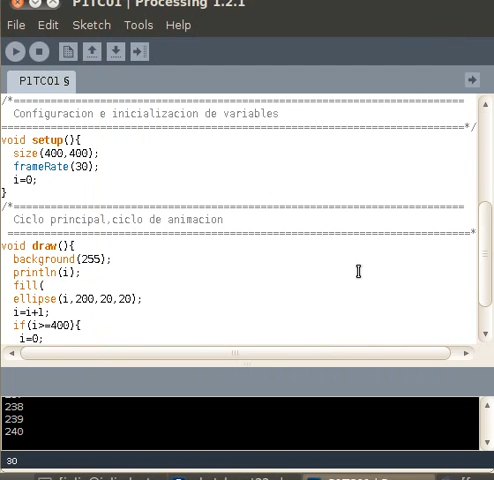 P1TC01 | Processing 1.2.1
File Edit Sketch Tools Help
P1TC01 §
/*=================================================================
Configuracion e inicializacion de variables
=================================================================*/
void setup(){
size(400,400);
frameRate(30);
i=0;
}
/*=================================================================
Ciclo principal,ciclo de animacion
=================================================================*
void draw(){
background(255);
println(i);
fill(
ellipse(i,200,20,20);
i=i+1;
if(i>=400){
i=0;
238
239
240
30